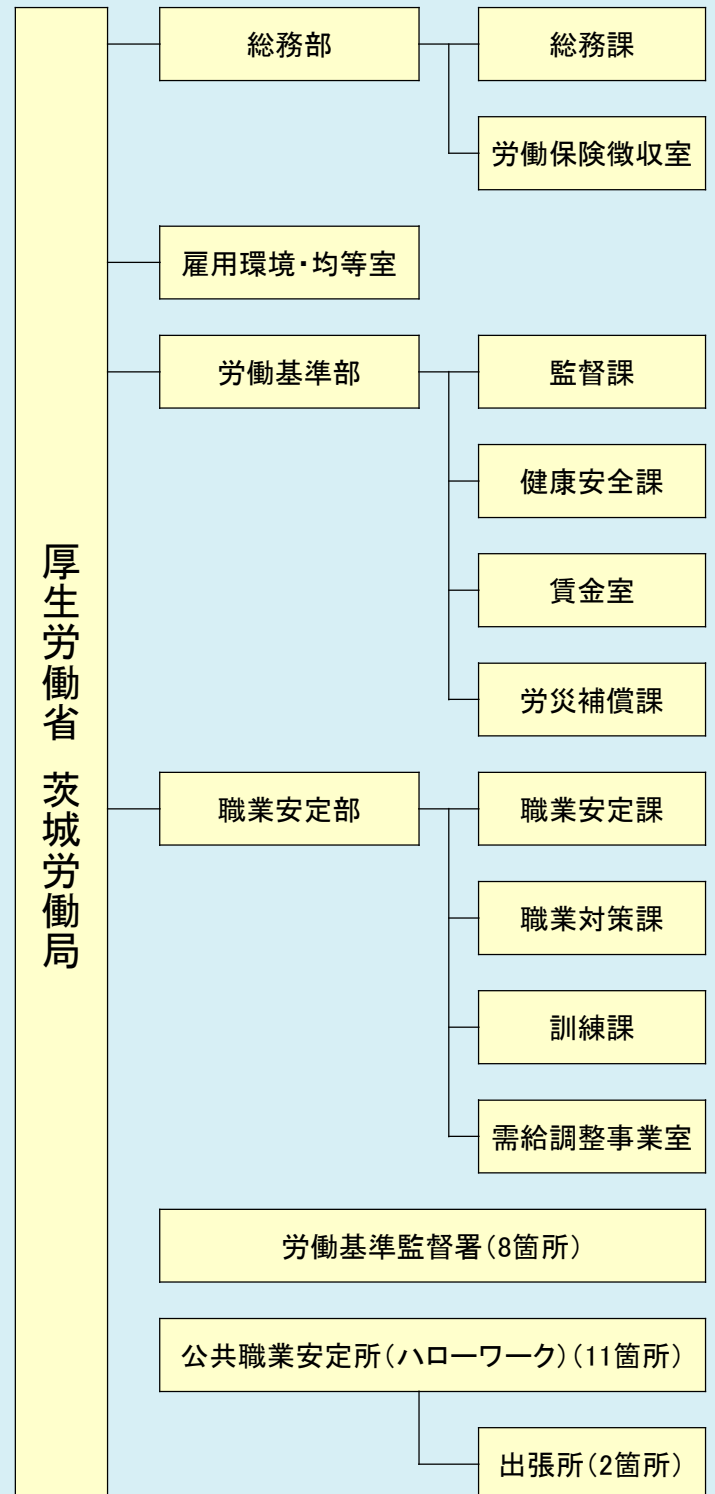 厚生労働省 茨城労働局
総務部
総務課
労働保険徴収室
雇用環境・均等室
労働基準部
監督課
健康安全課
賃金室
労災補償課
職業安定部
職業安定課
職業対策課
訓練課
需給調整事業室
労働基準監督署(8箇所)
公共職業安定所(ハローワーク)(11箇所)
出張所(2箇所)